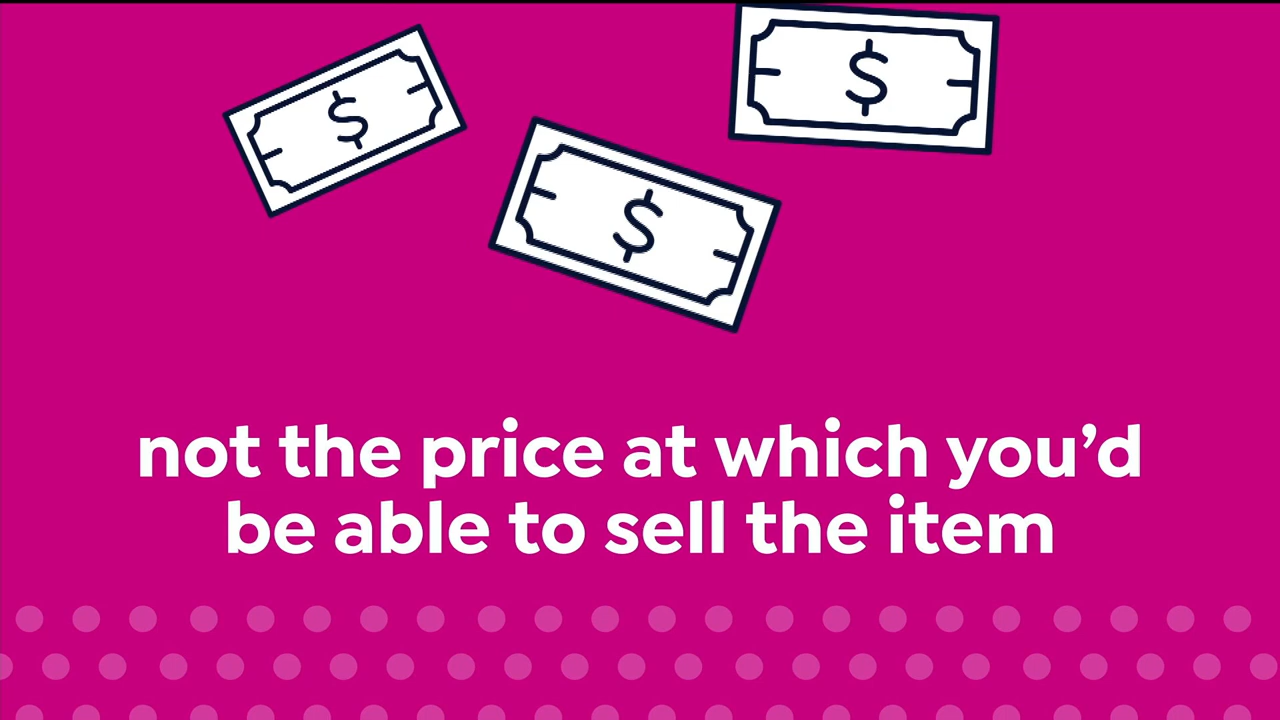 $
$
$
not the price at which you’d
be able to sell the item